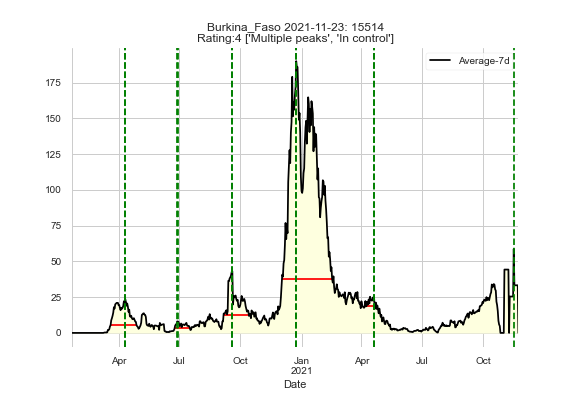 Burkina_Faso 2021-11-23: 15514
Rating:4 ['Multiple peaks', 'In control']
Average-7d
175
150
125
100
75
50
25
0
Apr Jul Oct Jan Apr Jul Oct
2021
Date